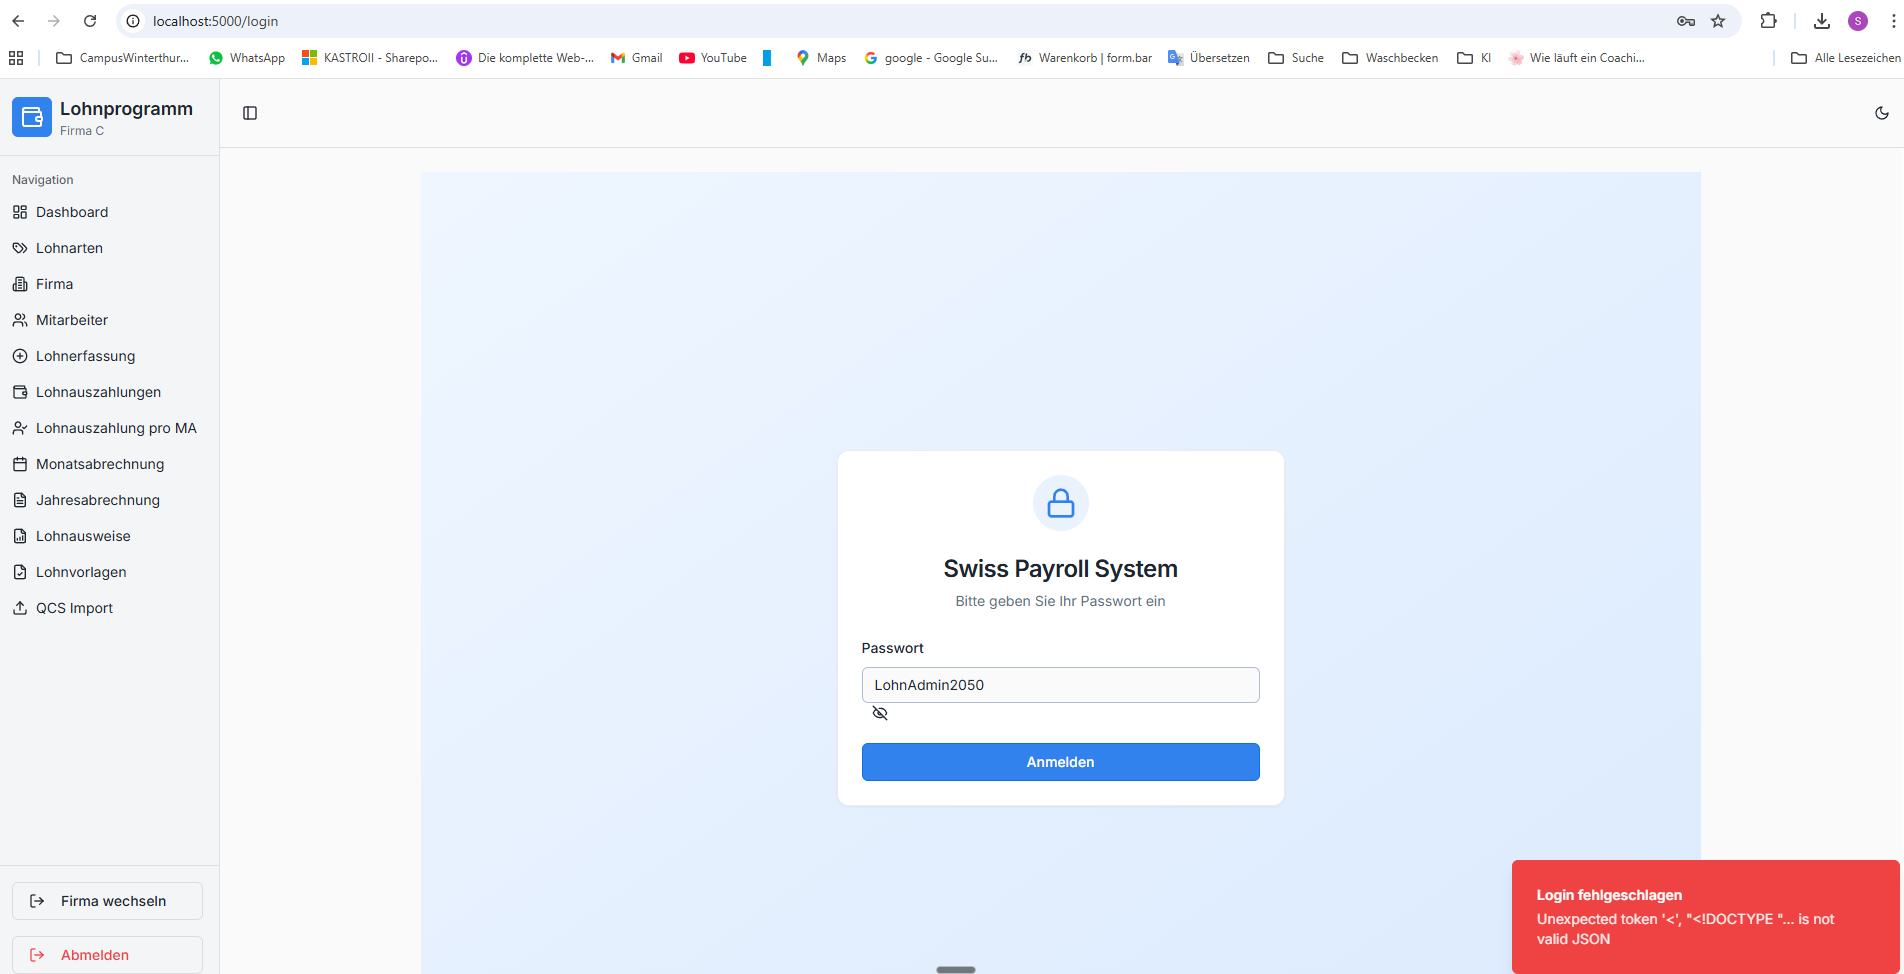 localhost:5000/login
CampusWinterthur...
WhatsApp
KASTROII - Sharepo...
Die komplette Web-...
Gmail
YouTube
Maps
google - Google Su...
Warenkorb | form.bar
Übersetzen
Suche
Waschbecken
KI
Wie läuft ein Coachi...
Alle Lesezeichen
S
Lohnprogramm
Firma C
Navigation
Dashboard
Lohnarten
Firma
Mitarbeiter
Lohnerfassung
Lohnauszahlungen
Lohnauszahlung pro MA
Monatsabrechnung
Jahresabrechnung
Lohnausweise
Lohnvorlagen
QCS Import
Firma wechseln
Abmelden
Swiss Payroll System
Bitte geben Sie Ihr Passwort ein
Passwort
LohnAdmin2050
Anmelden
Login fehlgeschlagen
Unexpected token '<', "<!DOCTYPE "... is not
valid JSON